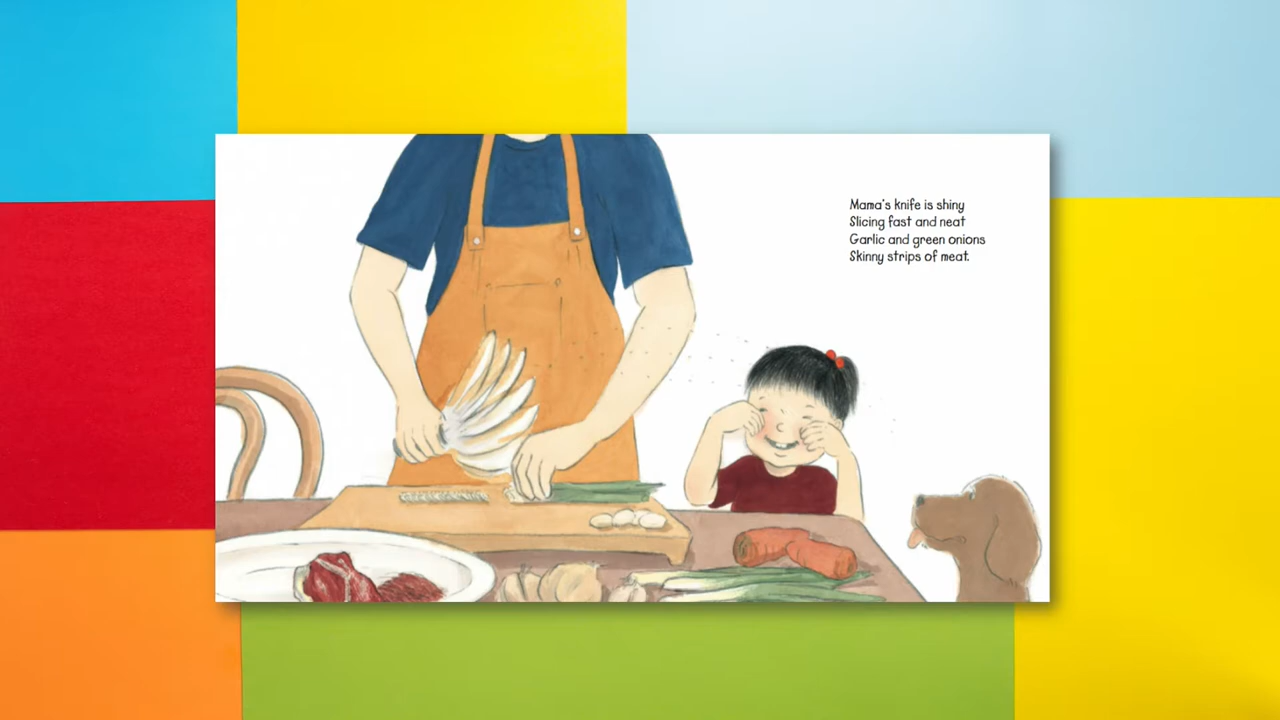 Mama's knife is shiny
Slicing fast and neat
Garlic and green onions
Skinny strips of meat.